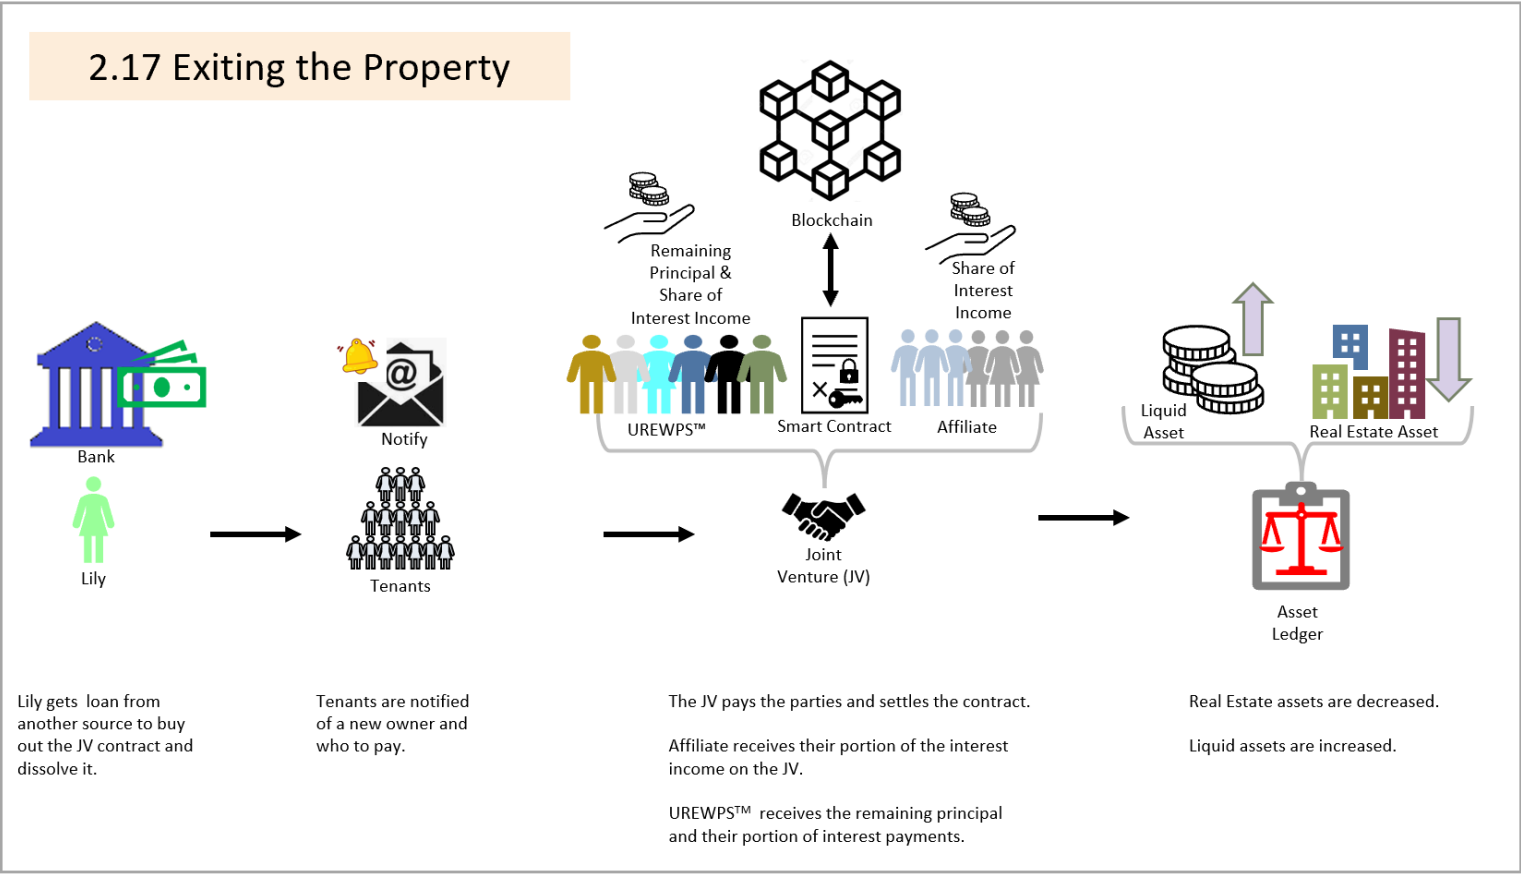 2.17 Exiting the Property
Blockchain
Remaining
Principal &
Share of
Interest Income
Share of
Interest
Income
Bank
Lily
@
Notify
Tenants
UREWPS™
Smart Contract
Affiliate
Joint
Venture (JV)
Liquid
Asset
Real Estate Asset
Asset
Ledger
Lily gets  loan from
another source to buy
out the JV contract and
dissolve it.
Tenants are notified
of a new owner and
who to pay.
The JV pays the parties and settles the contract.
Affiliate receives their portion of the interest
income on the JV.
UREWPS™  receives the remaining principal
and their portion of interest payments.
Real Estate assets are decreased.
Liquid assets are increased.